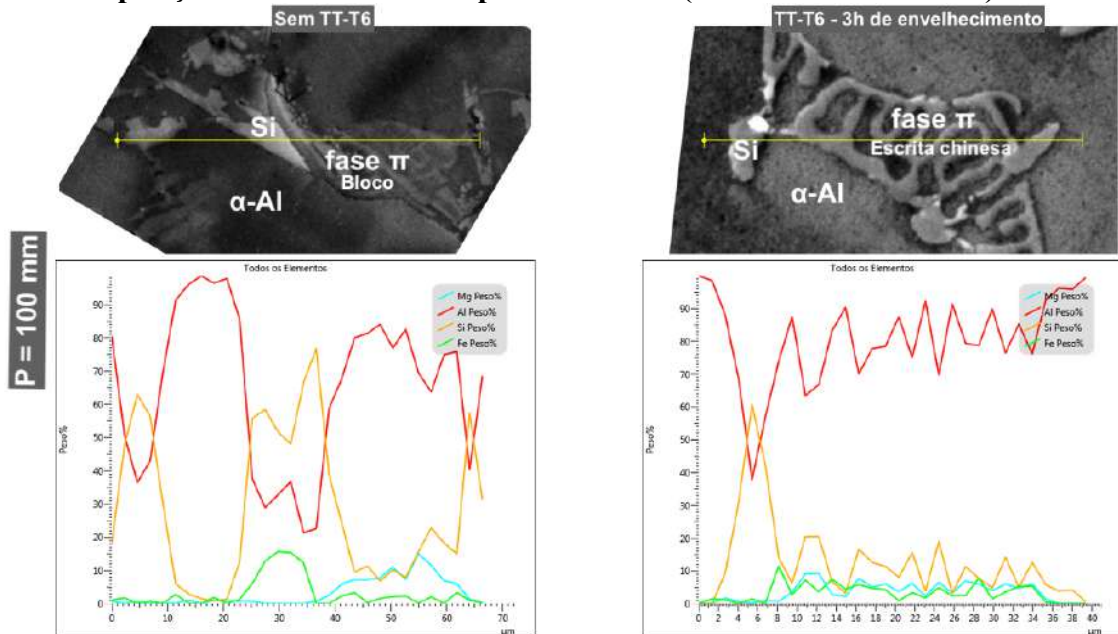 Sem TT-T6
TT-T6 - 3h de envelhecimento
Si
fase π
Bloco
α-Al
fase π
Escrita chinesa
Si
α-Al
P = 100 mm
Todos os Elementos
Mg Peso%
Al Peso%
Si Peso%
Fe Peso%
Peso%
90
80
70
60
50
40
30
20
10
0
0 10 20 30 40 50 60 70
µm
Todos os Elementos
Mg Peso%
Al Peso%
Si Peso%
Fe Peso%
Peso%
90
80
70
60
50
40
30
20
10
0
0 2 4 6 8 10 12 14 16 18 20 22 24 26 28 30 32 34 36 38 40
µm